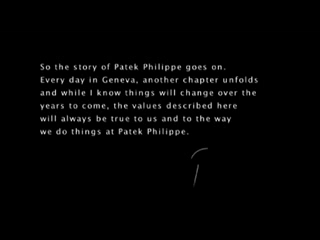 So the story of Patek Philippe goes on.
Every day in Geneva, another chapter unfolds
and while I know things will change over the
years to come, the values described here
will always be true to us and to the way
we do things at Patek Philippe.